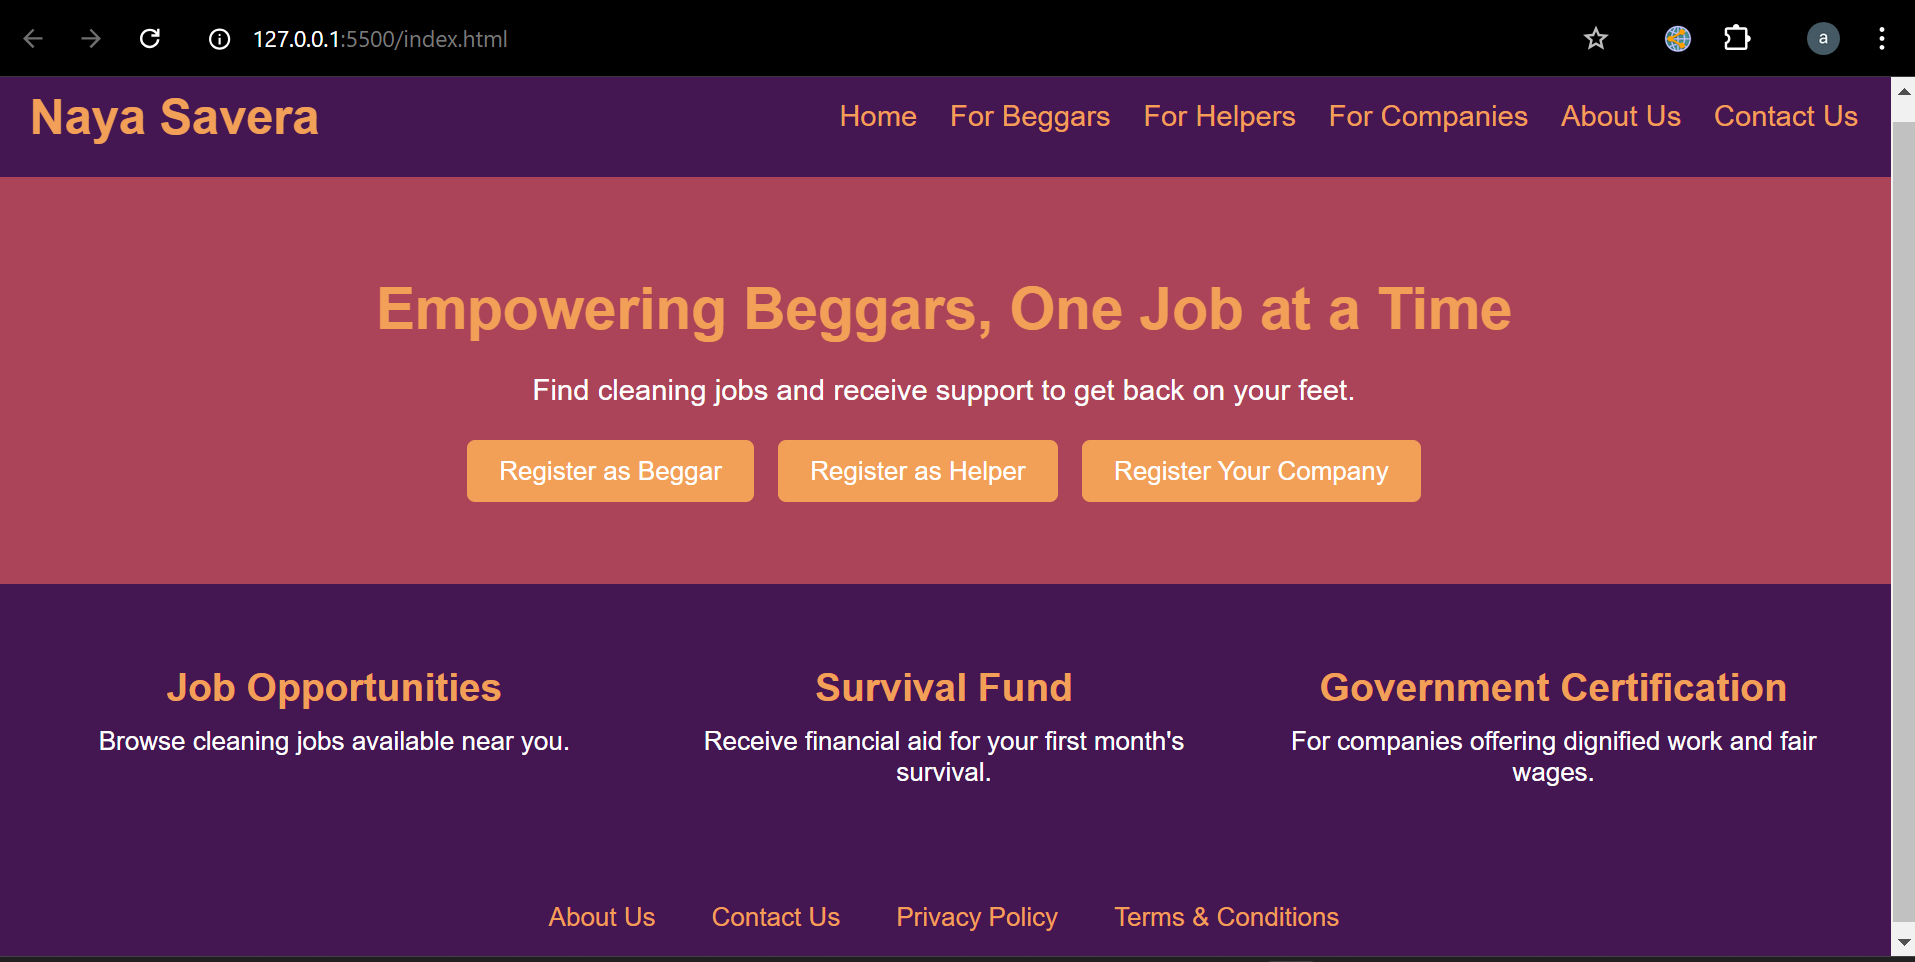 127.0.0.1:5500/index.html
a
Naya Savera
Home For Beggars For Helpers For Companies About Us Contact Us
Empowering Beggars, One Job at a Time
Find cleaning jobs and receive support to get back on your feet.
Register as Beggar Register as Helper Register Your Company
Job Opportunities
Browse cleaning jobs available near you.
Survival Fund
Receive financial aid for your first month's
survival.
Government Certification
For companies offering dignified work and fair
wages.
About Us Contact Us Privacy Policy Terms & Conditions